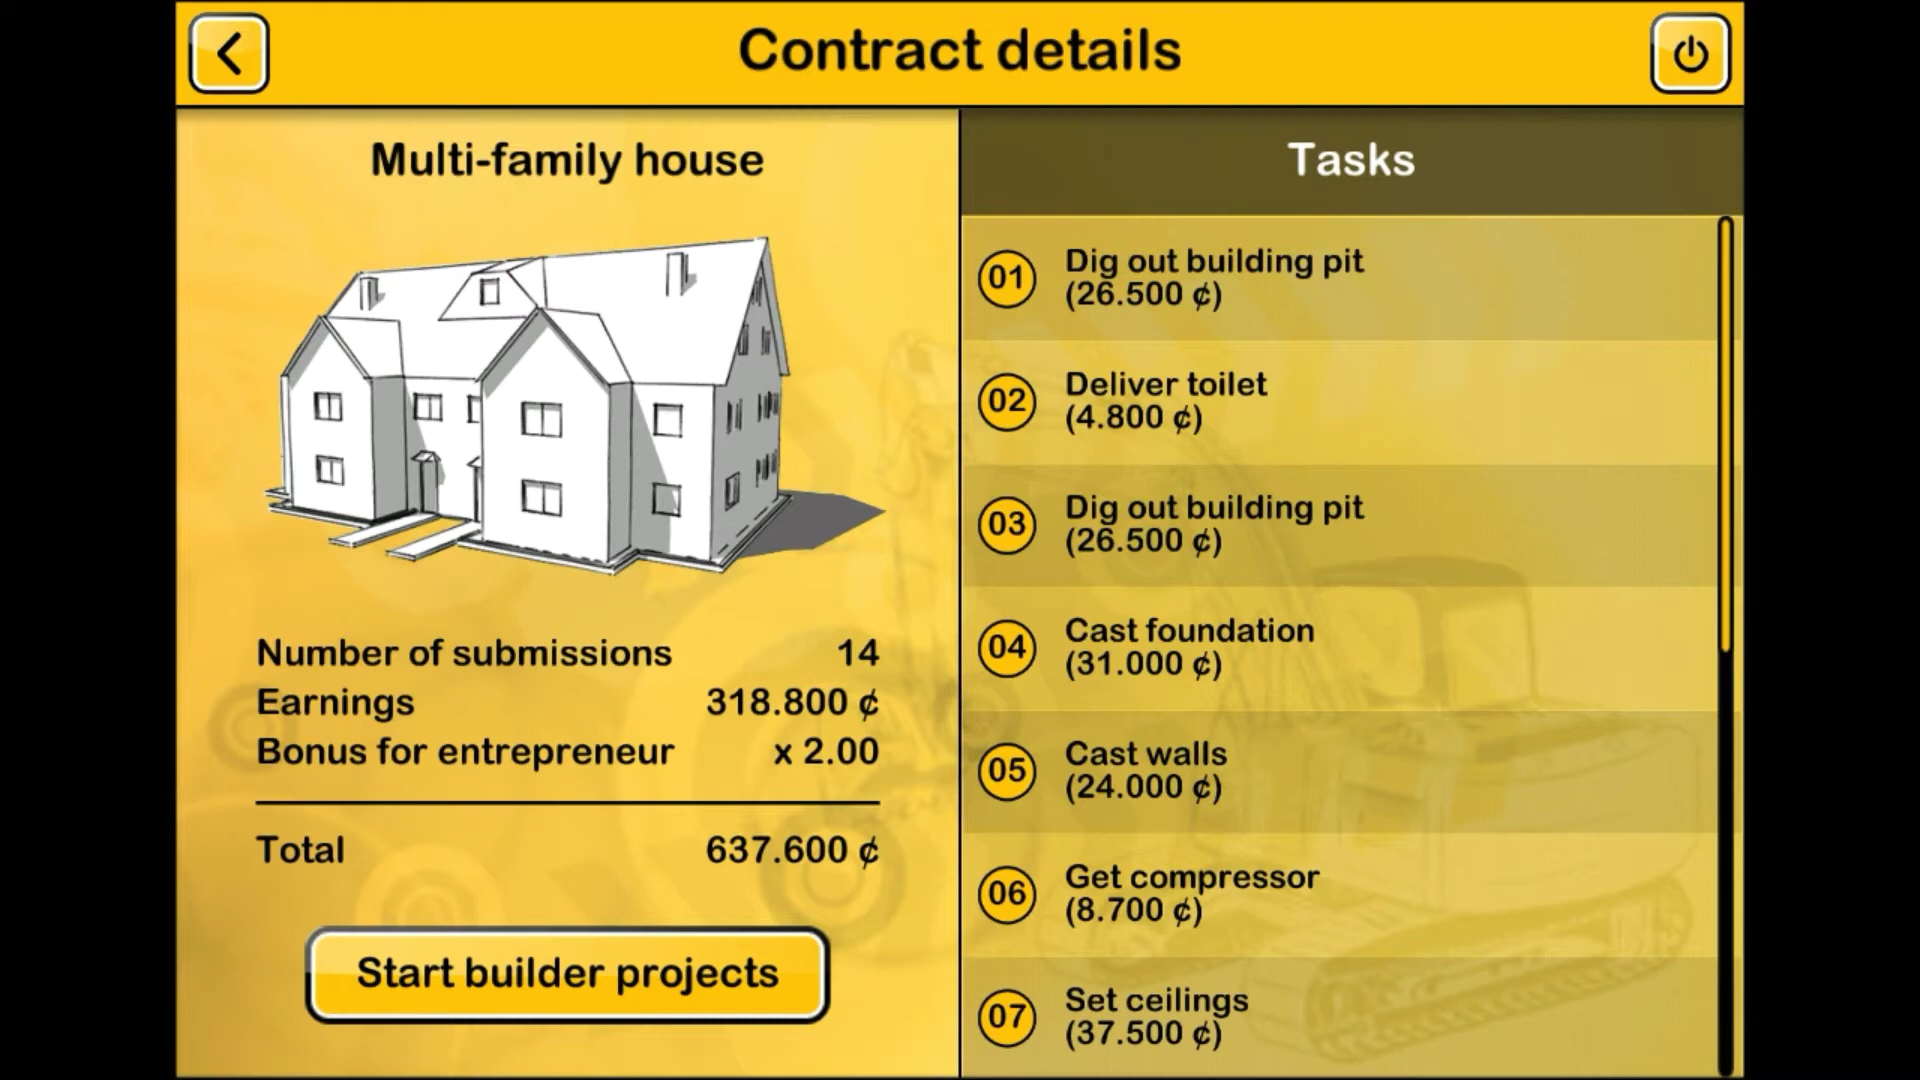 Contract details
Multi-family house
Number of submissions 14
Earnings 318.800 ¢
Bonus for entrepreneur x 2.00
Total 637.600 ¢
Start builder projects
Tasks
01 Dig out building pit
(26.500 ¢)
02 Deliver toilet
(4.800 ¢)
03 Dig out building pit
(26.500 ¢)
04 Cast foundation
(31.000 ¢)
05 Cast walls
(24.000 ¢)
06 Get compressor
(8.700 ¢)
07 Set ceilings
(37.500 ¢)